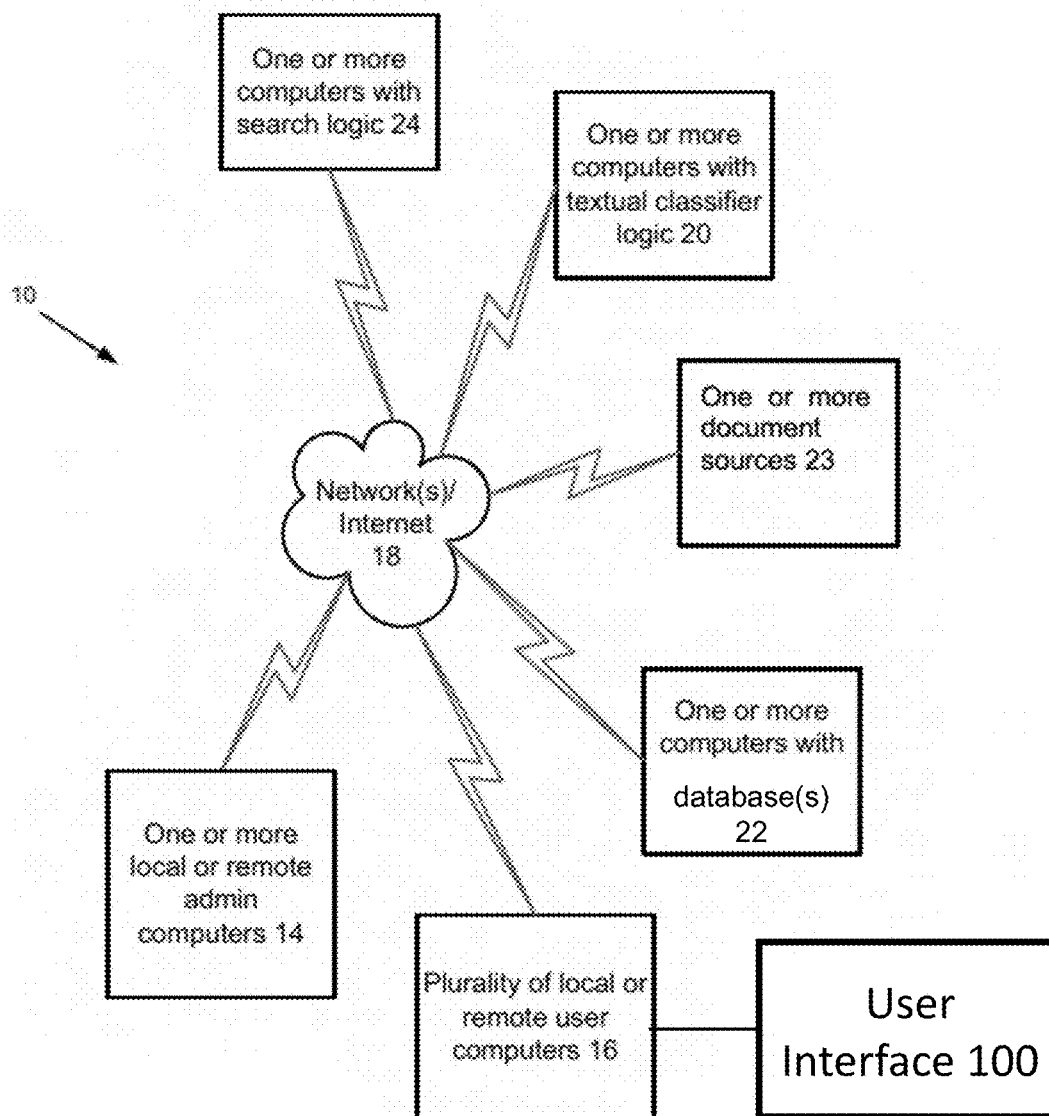 One or more
computers with
search logic 24
One or more
computers with
textual classifier
logic 20
10
One or more
document
sources 23
Network(s)/
Internet
18
One or more
computers with
database(s)
22
One or more
local or remote
admin
computers 14
Plurality of local or
remote user
computers 16
User
Interface 100